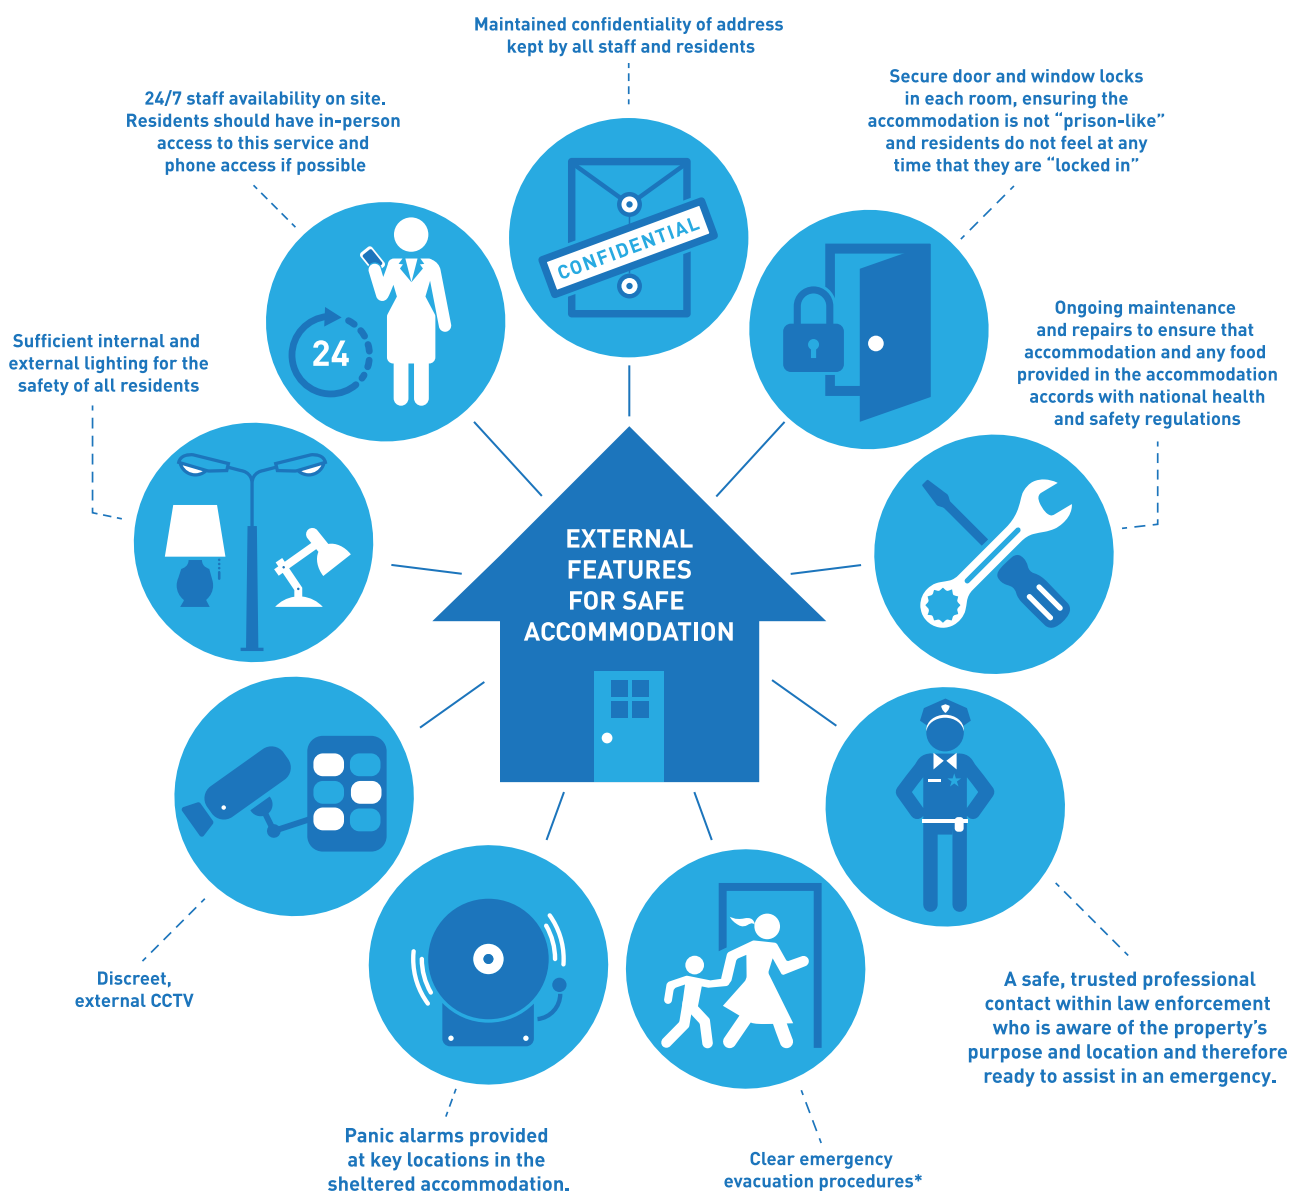 Maintained confidentiality of address
kept by all staff and residents
Secure door and window locks
in each room, ensuring the
accommodation is not “prison-like”
and residents do not feel at any
time that they are “locked in”
24/7 staff availability on site.
Residents should have in-person
access to this service and
phone access if possible
CONFIDENTIAL
24
Ongoing maintenance
and repairs to ensure that
accommodation and any food
provided in the accommodation
accords with national health
and safety regulations
Sufficient internal and
external lighting for the
safety of all residents
EXTERNAL
FEATURES
FOR SAFE
ACCOMMODATION
Discreet,
external CCTV
A safe, trusted professional
contact within law enforcement
who is aware of the property’s
purpose and location and therefore
ready to assist in an emergency.
Panic alarms provided
at key locations in the
sheltered accommodation.
Clear emergency
evacuation procedures*